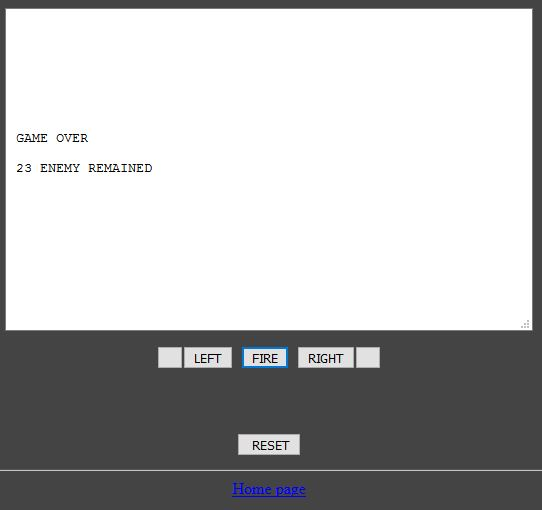 GAME OVER
23 ENEMY REMAINED
LEFT FIRE RIGHT
RESET
Home page